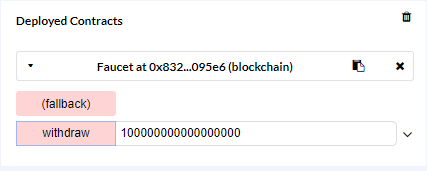 Deployed Contracts
Faucet at 0x832...095e6 (blockchain)
(fallback)
withdraw 100000000000000000